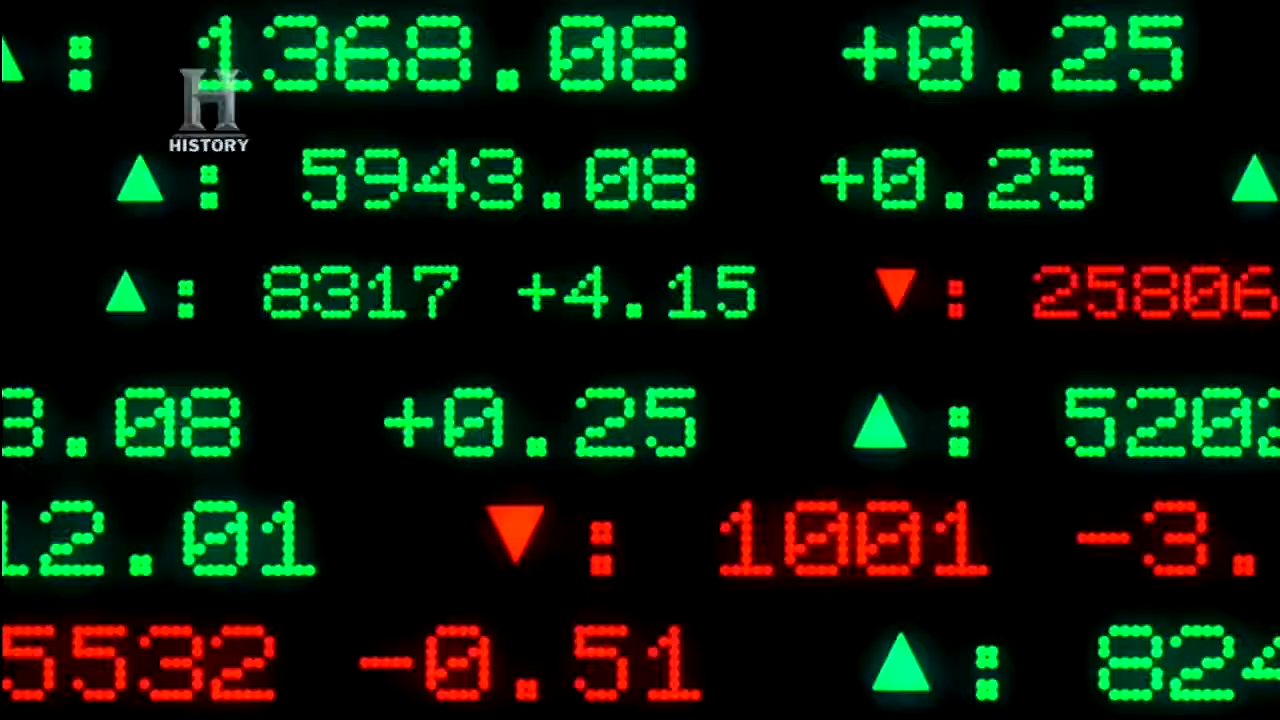 ▲: 1368.08 +0.25
HISTORY
▲: 5943.08 +0.25 ▲
▲: 8317 +4.15 ▼: 25806
3.08 +0.25 ▲: 5202
12.01 ▼: 1001 -3.
5532 -0.51 ▲: 824